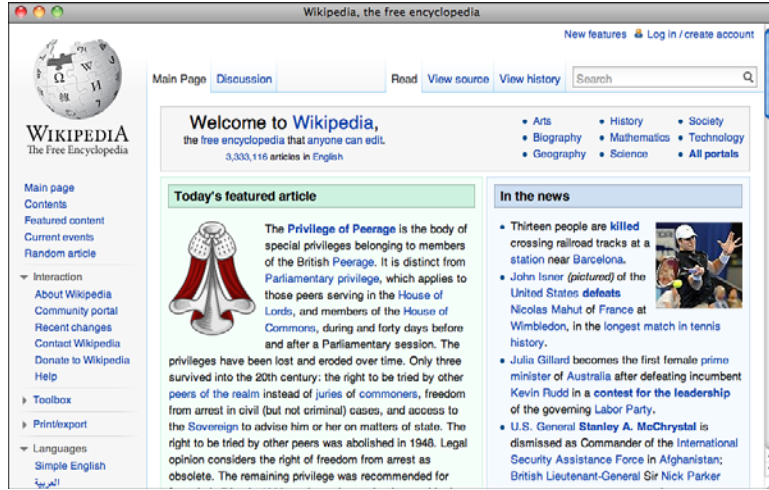 Wikipedia, the free encyclopedia
New features Log in / create account
Main Page Discussion Read View source View history Search
WIKIPEDIA
The Free Encyclopedia
Main page
Contents
Featured content
Current events
Random article
Interaction
About Wikipedia
Community portal
Recent changes
Contact Wikipedia
Donate to Wikipedia
Help
Toolbox
Print/export
Languages
Simple English
العربية
Welcome to Wikipedia,
the free encyclopedia that anyone can edit.
3,333,116 articles in English
• Arts • History • Society
• Biography • Mathematics • Technology
• Geography • Science • All portals
Today's featured article
The Privilege of Peerage is the body of
special privileges belonging to members
of the British Peerage. It is distinct from
Parliamentary privilege, which applies to
those peers serving in the House of
Lords, and members of the House of
Commons, during and forty days before
and after a Parliamentary session. The
privileges have been lost and eroded over time. Only three
survived into the 20th century: the right to be tried by other
peers of the realm instead of juries of commoners, freedom
from arrest in civil (but not criminal) cases, and access to
the Sovereign to advise him or her on matters of state. The
right to be tried by other peers was abolished in 1948. Legal
opinion considers the right of freedom from arrest as
obsolete. The remaining privilege was recommended for
In the news
• Thirteen people are killed
crossing railroad tracks at a
station near Barcelona.
• John Isner (pictured) of the
United States defeats
Nicolas Mahut of France at
Wimbledon, in the longest match in tennis
history.
• Julia Gillard becomes the first female prime
minister of Australia after defeating incumbent
Kevin Rudd in a contest for the leadership
of the governing Labor Party.
• U.S. General Stanley A. McChrystal is
dismissed as Commander of the International
Security Assistance Force in Afghanistan;
British Lieutenant-General Sir Nick Parker